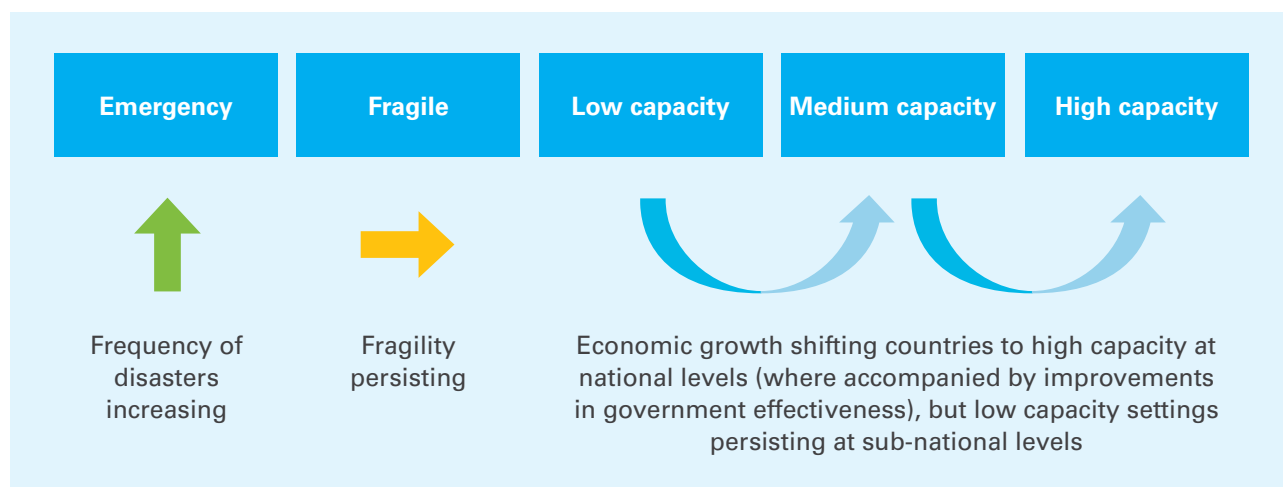 Emergency
Fragile
Low capacity
Medium capacity
High capacity
Frequency of
disasters
increasing
Fragility
persisting
Economic growth shifting countries to high capacity at
national levels (where accompanied by improvements
in government effectiveness), but low capacity settings
persisting at sub-national levels